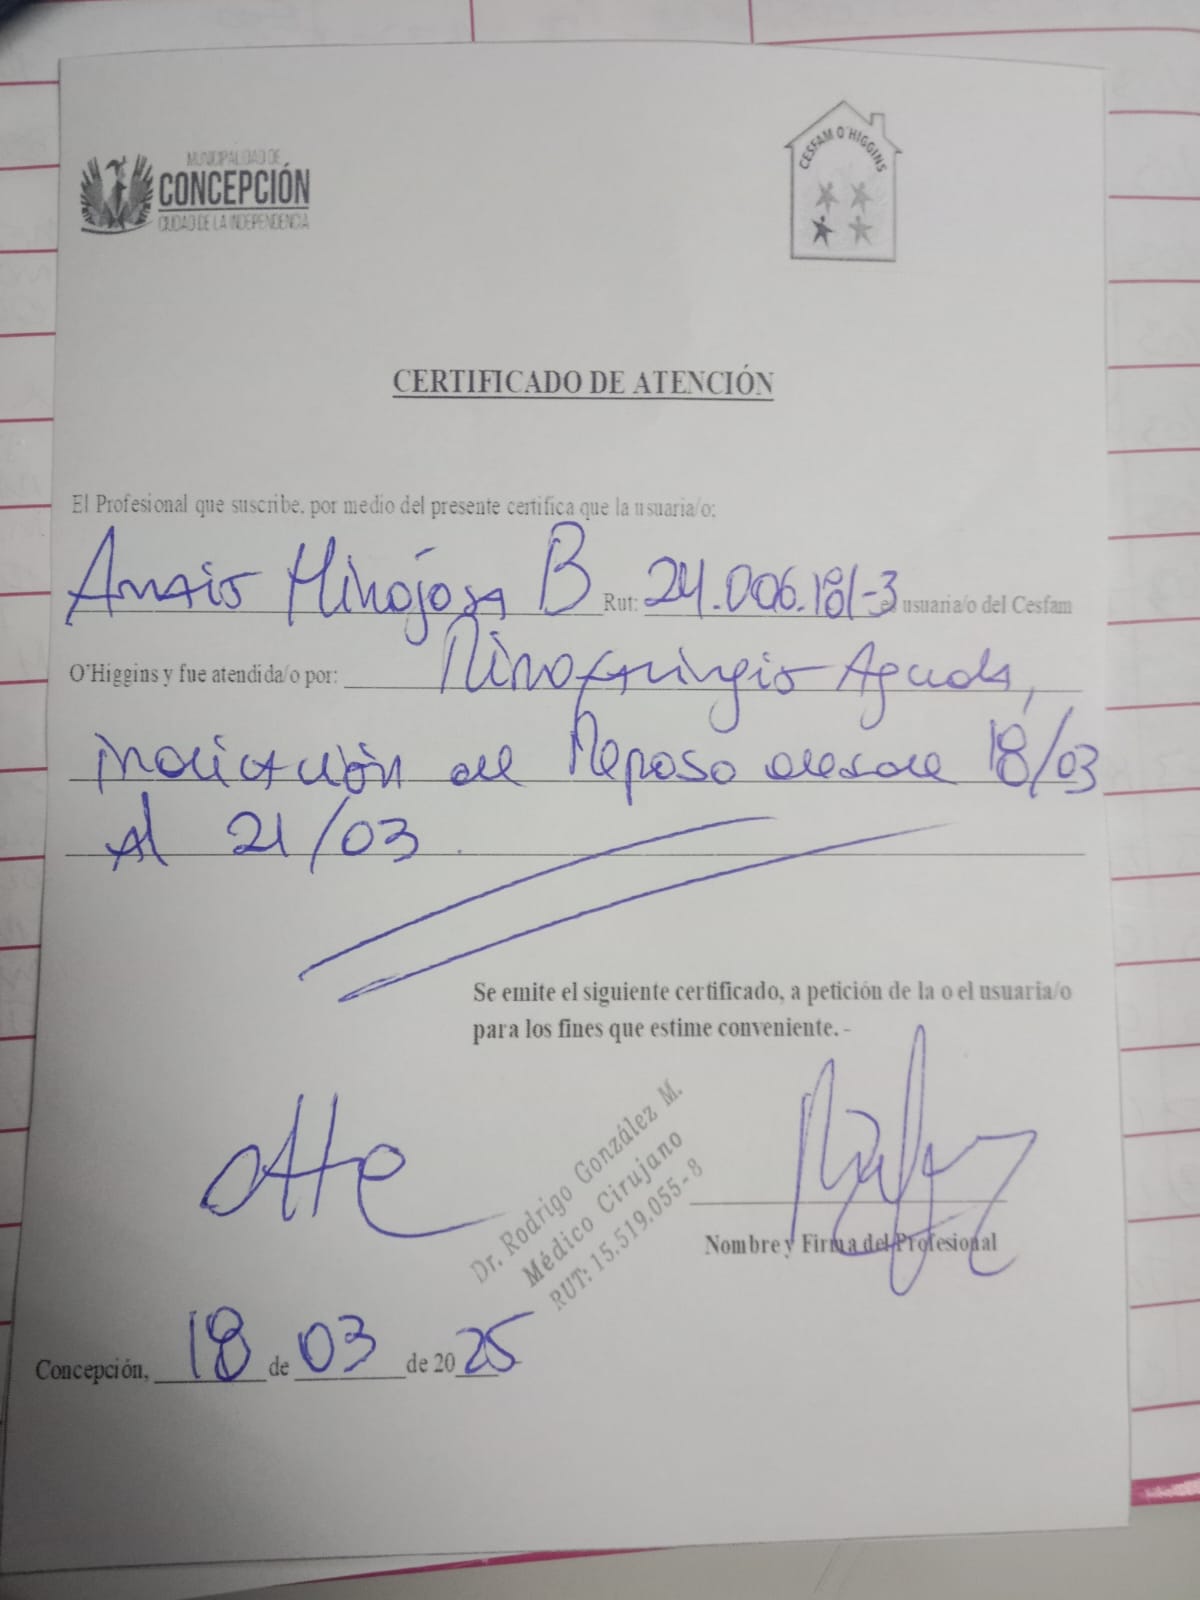 MUNICIPALIDAD DE
CONCEPCIÓN
CIUDAD DE LA INDEPENDENCIA
CESFAM O'HIGGINS
CERTIFICADO DE ATENCIÓN
El Profesional que suscribe, por medio del presente certifica que la usuaria/o:
Anais Hinojosa B Rut: 24.006.181-3 usuaria/o del Cesfam
O'Higgins y fue atendida/o por: Rinofaringis Aguda,
indicación de Reposo desde 18/03
Al 21/03.
Se emite el siguiente certificado, a petición de la o el usuaria/o
para los fines que estime conveniente.-
Atte
Dr. Rodrigo González M.
Médico Cirujano
RUT: 15.519.055-8
Nombre y Firma del Profesional
Concepción, 18 de 03 de 2025